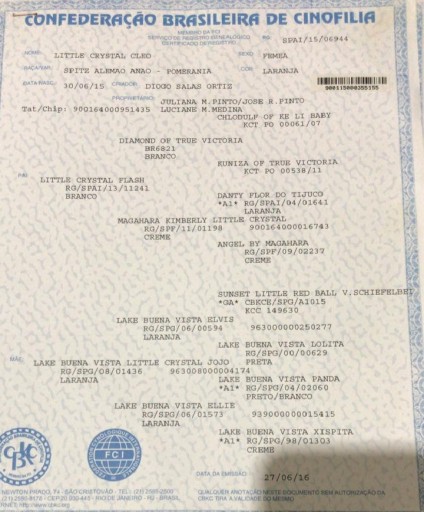 CONFEDERAÇÃO BRASILEIRA DE CINOFILIA
MEMBRO DA FCI
SERVIÇO DE REGISTRO GENEALÓGICO
CERTIFICADO DE REGISTRO
RG: SPAI/15/06944
NOME: LITTLE CRYSTAL CLEO
SEXO: FEMEA
RAÇA/VAR: SPITZ ALEMAO ANAO - POMERANIA
COR: LARANJA
DATA NASC: 30/06/15
CRIADOR: DIOGO SALAS ORTIZ
PROPRIETÁRIO: JULIANA M.PINTO/JOSE R.PINTO
Tat/Chip: 900164000951435 LUCIANE M.MEDINA
CHLODULF OF KE LI BABY
KCT PO 00061/07
DIAMOND OF TRUE VICTORIA
BR6821
BRANCO
KUNIZA OF TRUE VICTORIA
KCT PO 00538/11
PAI: LITTLE CRYSTAL FLASH
RG/SPAI/13/11241
BRANCO
DANTY FLOR DO TIJUCO
*A1* RG/SPAI/04/01641
LARANJA
MAGAHARA KIMBERLY LITTLE CRYSTAL
RG/SPF/11/01198 900164000016743
CREME
ANGEL BY MAGAHARA
RG/SPF/09/02237
CREME
SUNSET LITTLE RED BALL V.SCHIEFELBEI
*GA* CBKCE/SPG/A1015
KCC 149630
LAKE BUENA VISTA ELVIS
RG/SPG/06/00594 963000000250277
LARANJA
LAKE BUENA VISTA LOLITA
RG/SPG/00/00629
PRETA
MÃE: LAKE BUENA VISTA LITTLE CRYSTAL JOJO
RG/SPG/08/01436 963008000004174
LARANJA
LAKE BUENA VISTA PANDA
*A1* RG/SPG/04/02060
PRETO/BRANCO
LAKE BUENA VISTA ELLIE
RG/SPG/06/01573 939000000015415
LARANJA
LAKE BUENA VISTA XISPITA
*A1* RG/SPG/98/01303
CREME
CBKC
FCI
DATA DA EMISSÃO: 27/06/16
NEWTON PRADO, 74 - SÃO CRISTÓVÃO - TEL.: (21)
RIO DE JANEIRO - RJ - BRASIL
QUALQUER ANOTAÇÃO NESTE DOCUMENTO SEM AUTORIZAÇÃO DA
CBKC TIRA A VALIDADE DO MESMO.